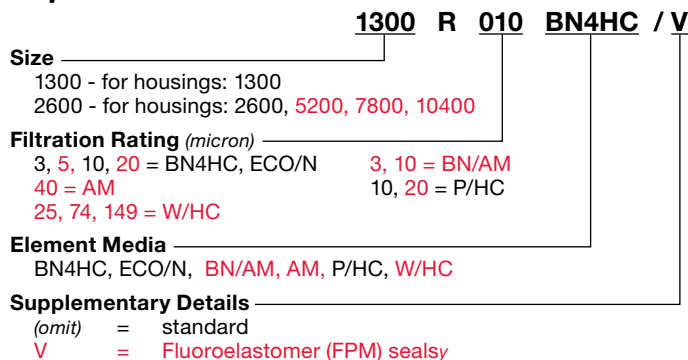 1300 R 010 BN4HC / V
Size
1300 - for housings: 1300
2600 - for housings: 2600, 5200, 7800, 10400
Filtration Rating (micron)
3, 5, 10, 20 = BN4HC, ECO/N 3, 10 = BN/AM
40 = AM 10, 20 = P/HC
25, 74, 149 = W/HC
Element Media
BN4HC, ECO/N, BN/AM, AM, P/HC, W/HC
Supplementary Details
(omit) = standard
V = Fluoroelastomer (FPM) sealsy